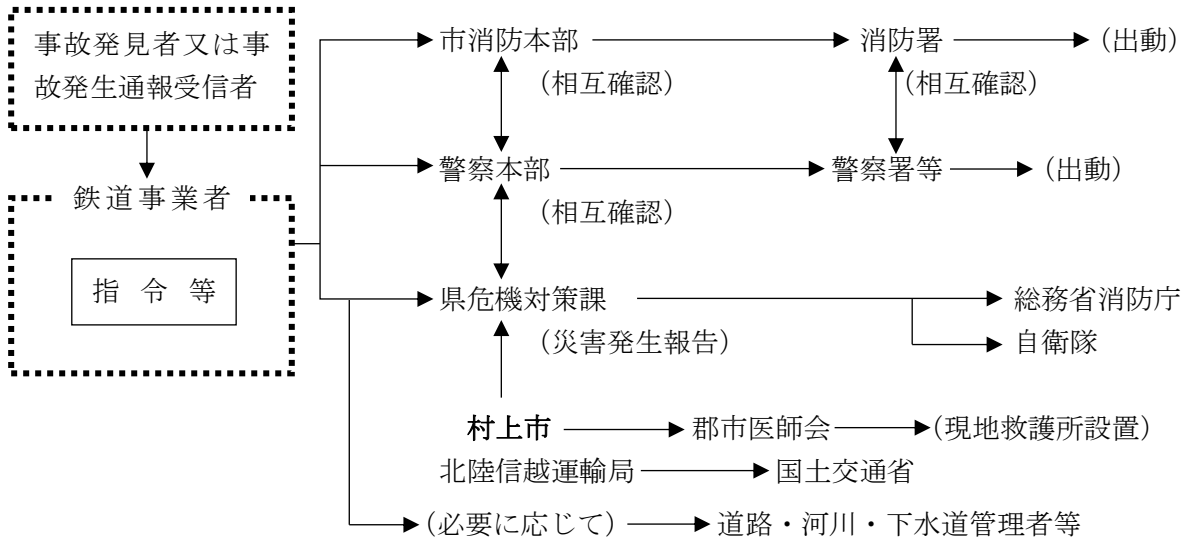 事故発見者又は事
故発生通報受信者
鉄道事業者
指 令 等
市消防本部
消防署
(出動)
(相互確認)
(相互確認)
警察本部
警察署等
(出動)
(相互確認)
県危機対策課
総務省消防庁
(災害発生報告)
自衛隊
村上市
郡市医師会
(現地救護所設置)
北陸信越運輸局
国土交通省
(必要に応じて)
道路・河川・下水道管理者等